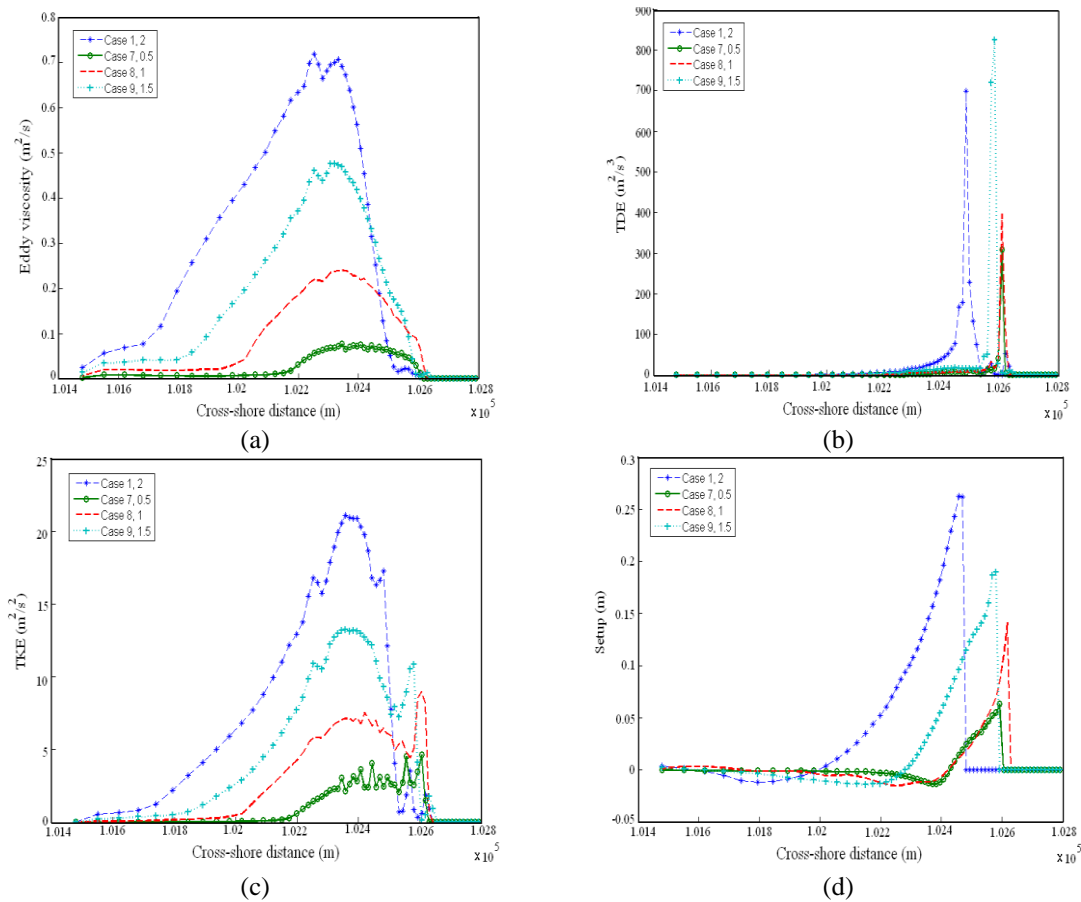 0.8
0.7
0.6
0.5
0.4
0.3
0.2
0.1
0
Eddy viscosity (m²/s)
Case 1, 2
Case 7, 0.5
Case 8, 1
Case 9, 1.5
1.014 1.016 1.018 1.02 1.022 1.024 1.026 1.028
Cross-shore distance (m)
x 10⁵
(a)
900
800
700
600
500
400
300
200
100
0
TDE (m²/s³)
Case 1, 2
Case 7, 0.5
Case 8, 1
Case 9, 1.5
1.014 1.016 1.018 1.02 1.022 1.024 1.026 1.028
Cross-shore distance (m)
x 10⁵
(b)
25
20
15
10
5
0
TKE (m²/s²)
Case 1, 2
Case 7, 0.5
Case 8, 1
Case 9, 1.5
1.014 1.016 1.018 1.02 1.022 1.024 1.026 1.028
Cross-shore distance (m)
x 10⁵
(c)
0.3
0.25
0.2
0.15
0.1
0.05
0
-0.05
Setup (m)
Case 1, 2
Case 7, 0.5
Case 8, 1
Case 9, 1.5
1.014 1.016 1.018 1.02 1.022 1.024 1.026 1.028
Cross-shore distance (m)
x 10⁵
(d)